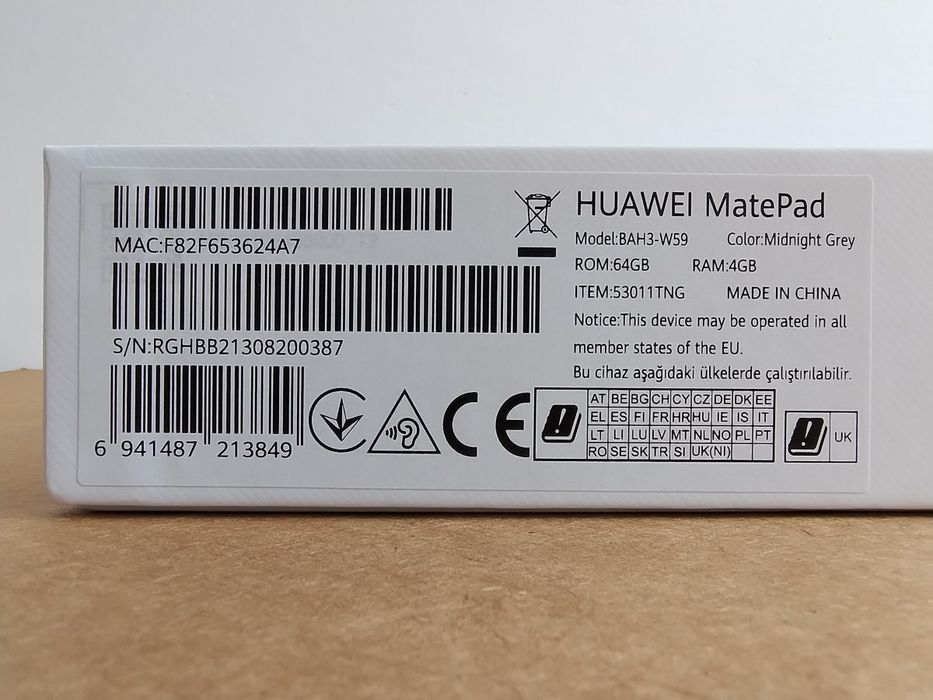 MAC:F82F653624A7
S/N:RGHBB21308200387
6 941487 213849
HUAWEI MatePad
Model:BAH3-W59 Color:Midnight Grey
ROM:64GB RAM:4GB
ITEM:53011TNG MADE IN CHINA
Notice:This device may be operated in all
member states of the EU.
Bu cihaz aşağıdaki ülkelerde çalıştırılabilir.
CE
AT BE BG CH CY CZ DE DK EE
EL ES FI FR HR HU IE IS IT
LT LI LU LV MT NL NO PL PT
RO SE SK TR SI UK(NI)
UK